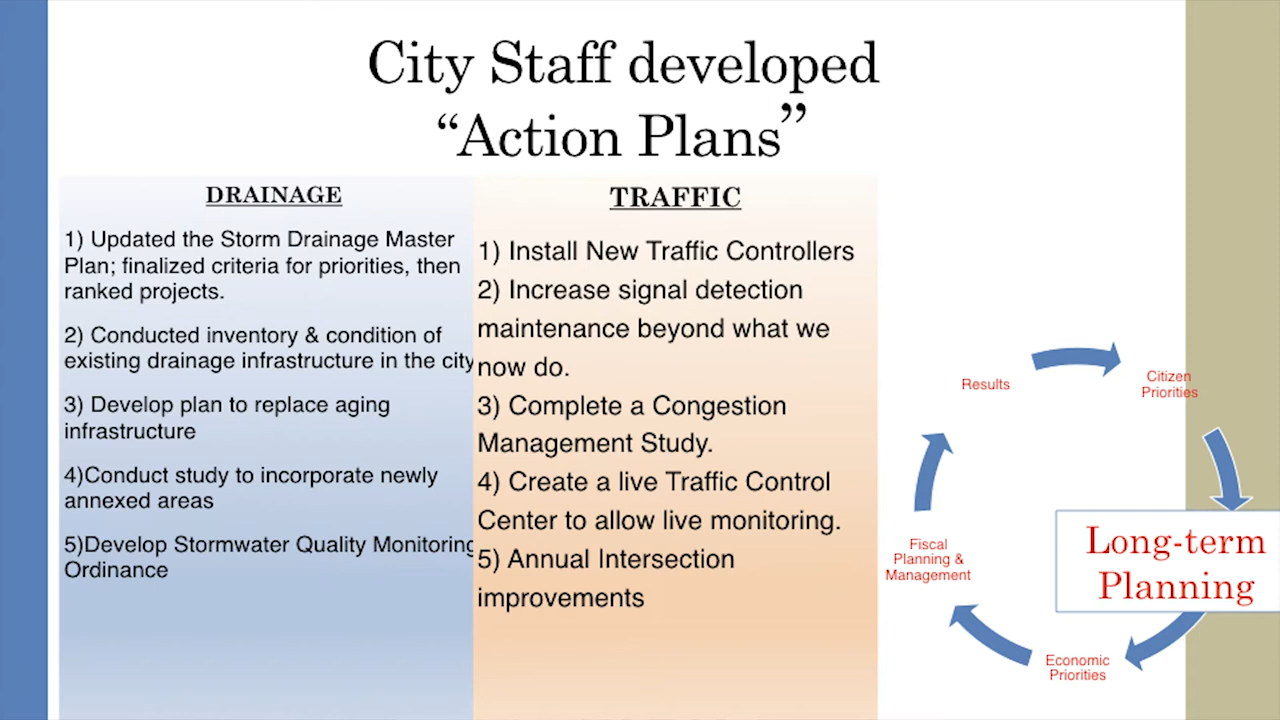 City Staff developed
“Action Plans”
DRAINAGE
1) Updated the Storm Drainage Master
Plan; finalized criteria for priorities, then
ranked projects.
2) Conducted inventory & condition of
existing drainage infrastructure in the city
3) Develop plan to replace aging
infrastructure
4)Conduct study to incorporate newly
annexed areas
5)Develop Stormwater Quality Monitoring
Ordinance
TRAFFIC
1) Install New Traffic Controllers
2) Increase signal detection
maintenance beyond what we
now do.
3) Complete a Congestion
Management Study.
4) Create a live Traffic Control
Center to allow live monitoring.
5) Annual Intersection
improvements
Results
Citizen
Priorities
Long-term
Planning
Economic
Priorities
Fiscal
Planning &
Management